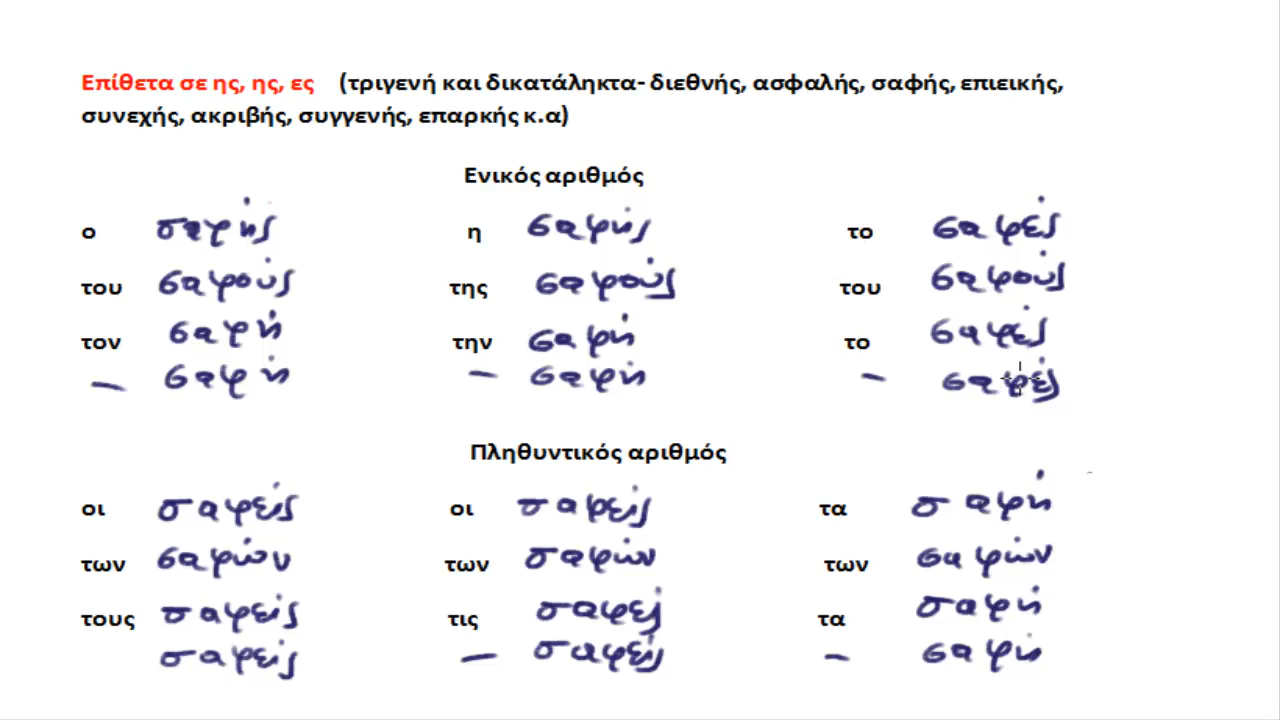 Επίθετα σε ης, ης, ες (τριγενή και δικατάληκτα- διεθνής, ασφαλής, σαφής, επιεικής,
συνεχής, ακριβής, συγγενής, επαρκής κ.α)
Ενικός αριθμός
ο σαφής η σαφής το σαφές
του σαφούς της σαφούς του σαφούς
τον σαφή την σαφή το σαφές
— σαφή — σαφή — σαφές
Πληθυντικός αριθμός
οι σαφείς οι σαφείς τα σαφή
των σαφών των σαφών των σαφών
τους σαφείς τις σαφείς τα σαφή
σαφείς — σαφείς — σαφή